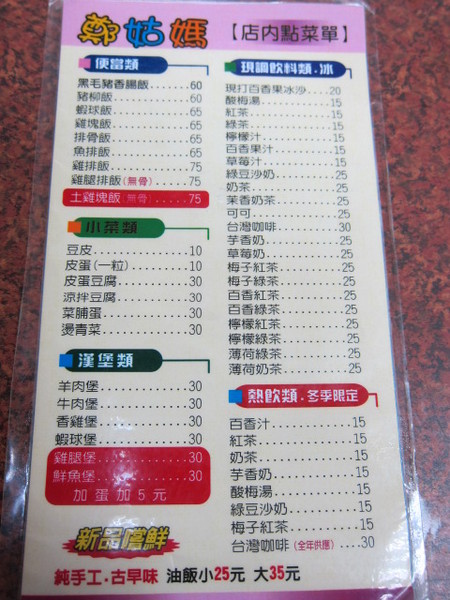 鄭姑媽【店內點菜單】
便當類
黑毛豬香腸飯.......60
豬柳飯..........60
蝦球飯..........65
雞塊飯..........65
排骨飯..........65
魚排飯..........65
雞排飯..........75
雞腿排飯(無骨)....75
土雞塊飯(無骨)....75
小菜類
豆皮..........10
皮蛋(一粒).......10
皮蛋豆腐........30
涼拌豆腐........30
菜脯蛋.........30
燙青菜.........30
漢堡類
羊肉堡..........30
牛肉堡..........30
香雞堡..........30
蝦球堡..........30
雞腿堡..........30
鮮魚堡..........30
加蛋加5元
新品嚐鮮
純手工.古早味 油飯小25元 大35元
現調飲料類.冰
現打百香果冰沙...20
酸梅湯..........15
紅茶...........15
綠茶...........15
檸檬汁..........15
百香果汁.........15
草莓汁..........15
綠豆沙奶.........25
奶茶...........25
茉香奶茶.........25
可可...........25
台灣咖啡.........30
芋香奶..........25
草莓奶..........25
梅子紅茶.........25
梅子綠茶.........25
百香紅茶.........25
百香綠茶.........25
檸檬紅茶.........25
檸檬綠茶.........25
薄荷綠茶.........25
薄荷奶茶.........25
熱飲類.冬季限定
百香汁..........15
紅茶...........15
奶茶...........15
芋香奶..........15
酸梅湯..........15
綠豆沙奶.........15
梅子紅茶.........15
台灣咖啡(全年供應)....30